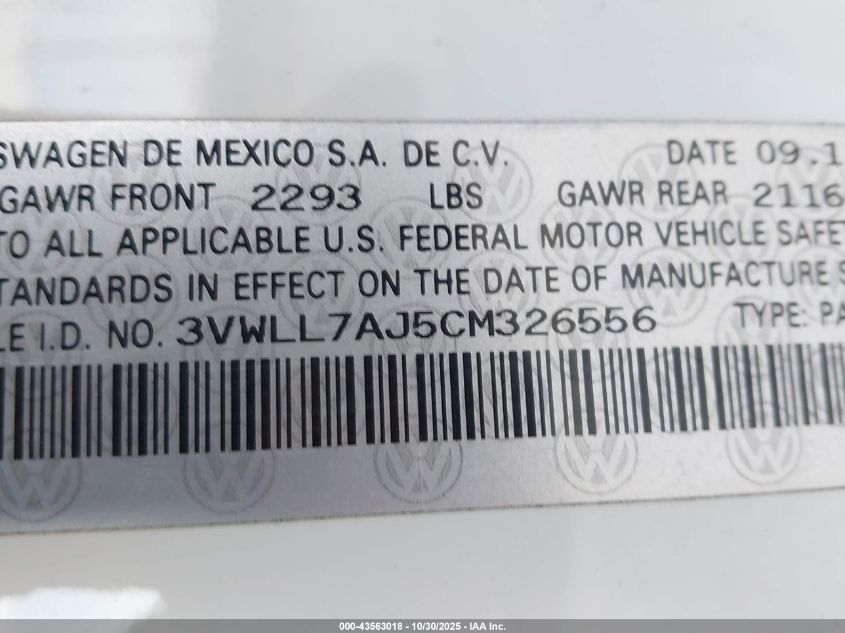 SWAGEN DE MEXICO S.A. DE C.V. DATE 09.1
GAWR FRONT 2293 LBS GAWR REAR 2116
TO ALL APPLICABLE U.S. FEDERAL MOTOR VEHICLE SAFET
TANDARDS IN EFFECT ON THE DATE OF MANUFACTURE S
LE I.D. NO. 3VWLL7AJ5CM326556 TYPE: PA
000-43563018 - 10/30/2025 - IAA Inc.